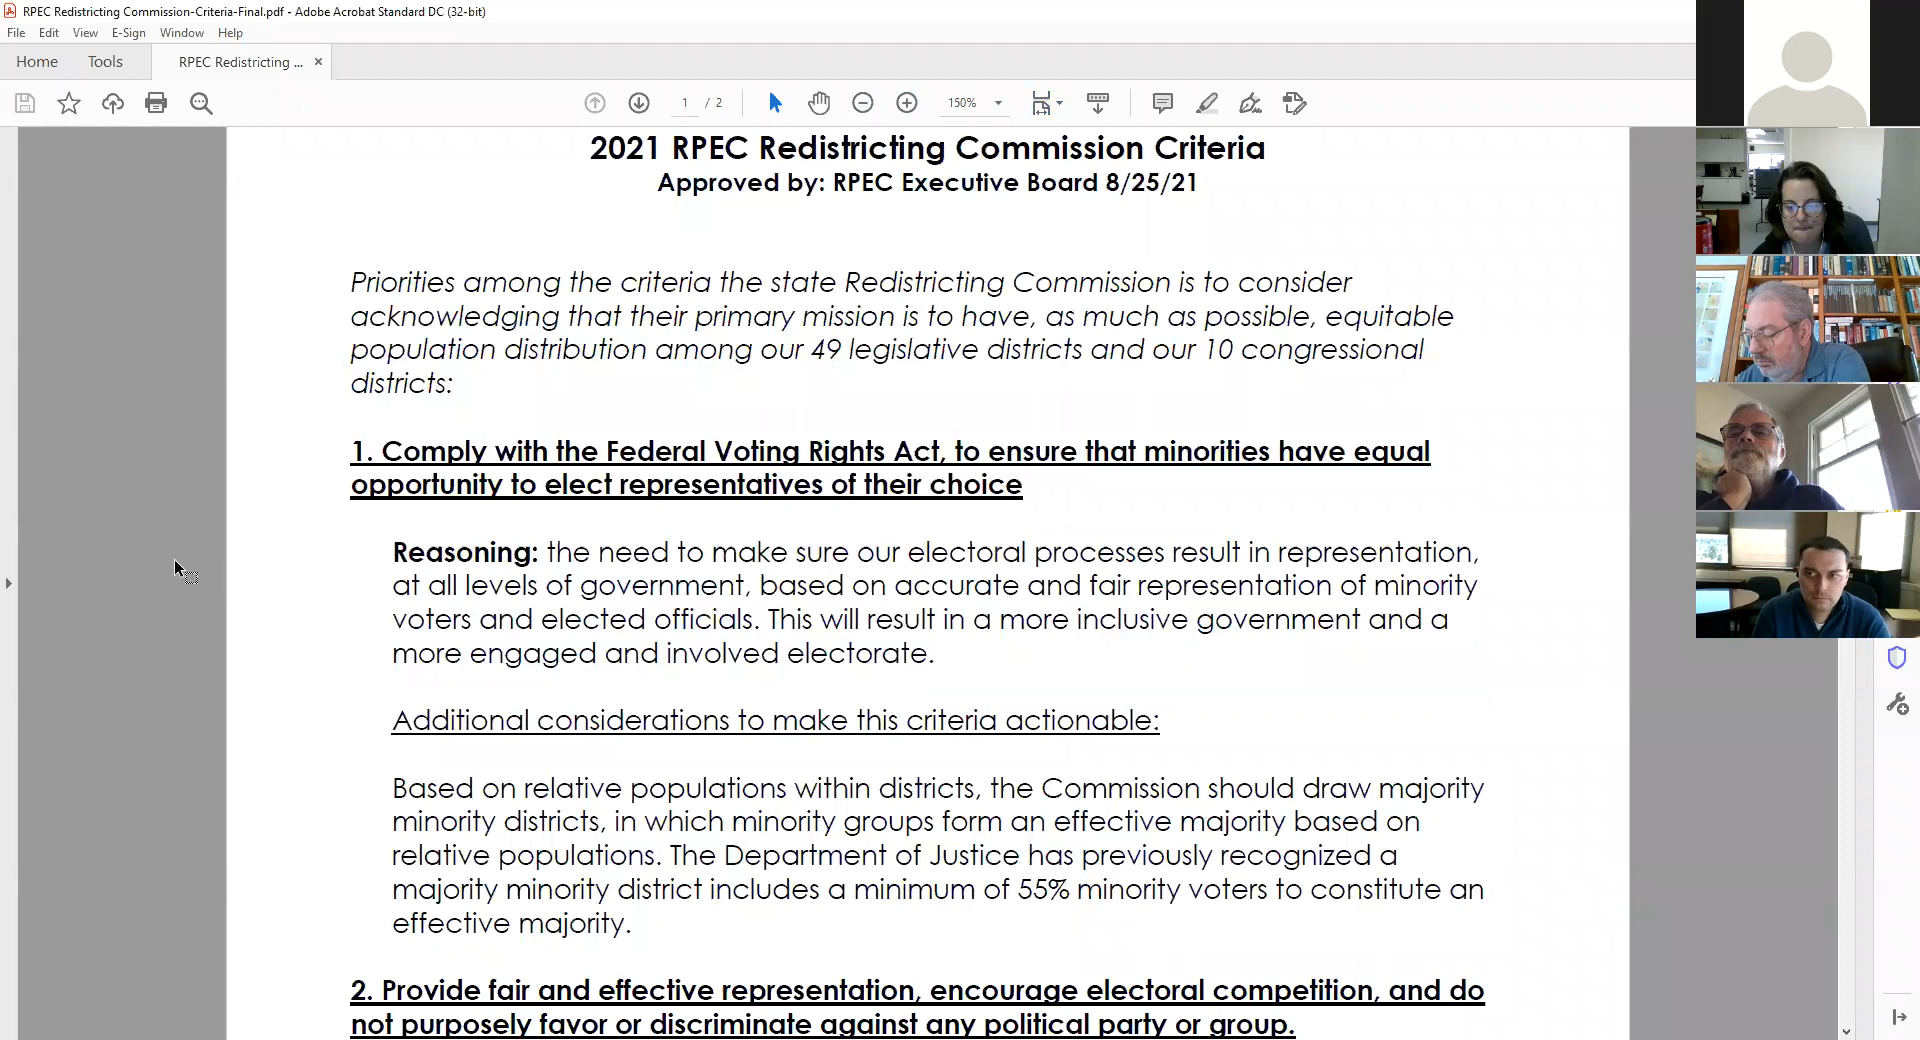 RPEC Redistricting Commission-Criteria-Final.pdf - Adobe Acrobat Standard DC (32-bit)
File Edit View E-Sign Window Help
Home Tools RPEC Redistricting ... ×
1 / 2 150%
2021 RPEC Redistricting Commission Criteria
Approved by: RPEC Executive Board 8/25/21
Priorities among the criteria the state Redistricting Commission is to consider
acknowledging that their primary mission is to have, as much as possible, equitable
population distribution among our 49 legislative districts and our 10 congressional
districts:
1. Comply with the Federal Voting Rights Act, to ensure that minorities have equal
opportunity to elect representatives of their choice
Reasoning: the need to make sure our electoral processes result in representation,
at all levels of government, based on accurate and fair representation of minority
voters and elected officials. This will result in a more inclusive government and a
more engaged and involved electorate.
Additional considerations to make this criteria actionable:
Based on relative populations within districts, the Commission should draw majority
minority districts, in which minority groups form an effective majority based on
relative populations. The Department of Justice has previously recognized a
majority minority district includes a minimum of 55% minority voters to constitute an
effective majority.
2. Provide fair and effective representation, encourage electoral competition, and do
not purposely favor or discriminate against any political party or group.